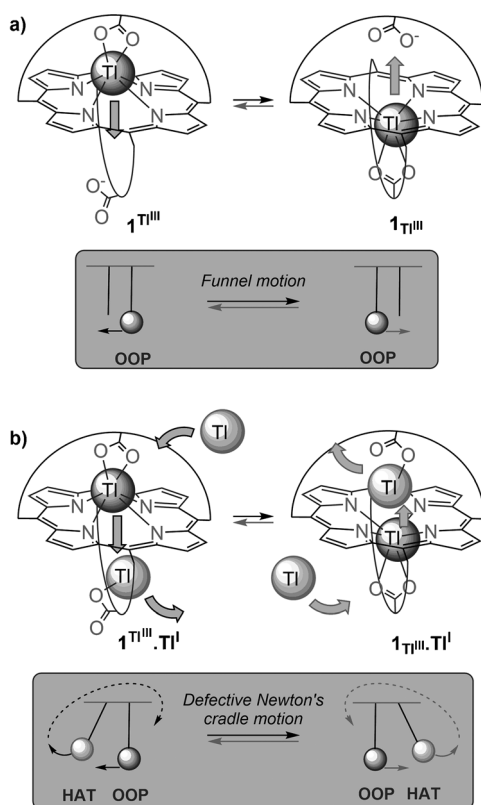 a)
O O
Tl
N N N N
O⁻
O
1^Tl^III
O
O⁻
N N
Tl
N N
O O
1_Tl^III
Funnel motion
OOP
OOP
b)
Tl
O O
Tl
N N N N
Tl
O
O
1^Tl^III.Tl^I
O
O
Tl
N N
Tl
N N
O O
Tl
1_Tl^III.Tl^I
Defective Newton's
cradle motion
HAT OOP
OOP HAT